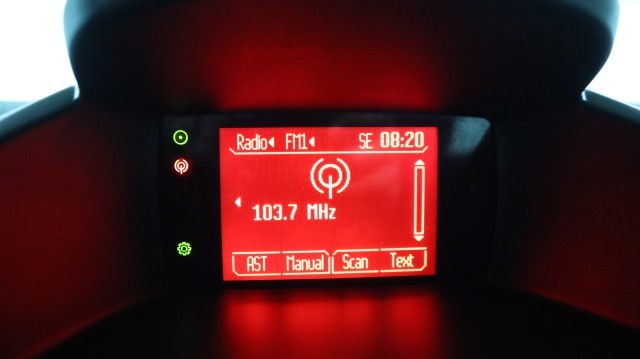 Radio FM1 SE 08:20
103.7 MHz
AST Manual Scan Text